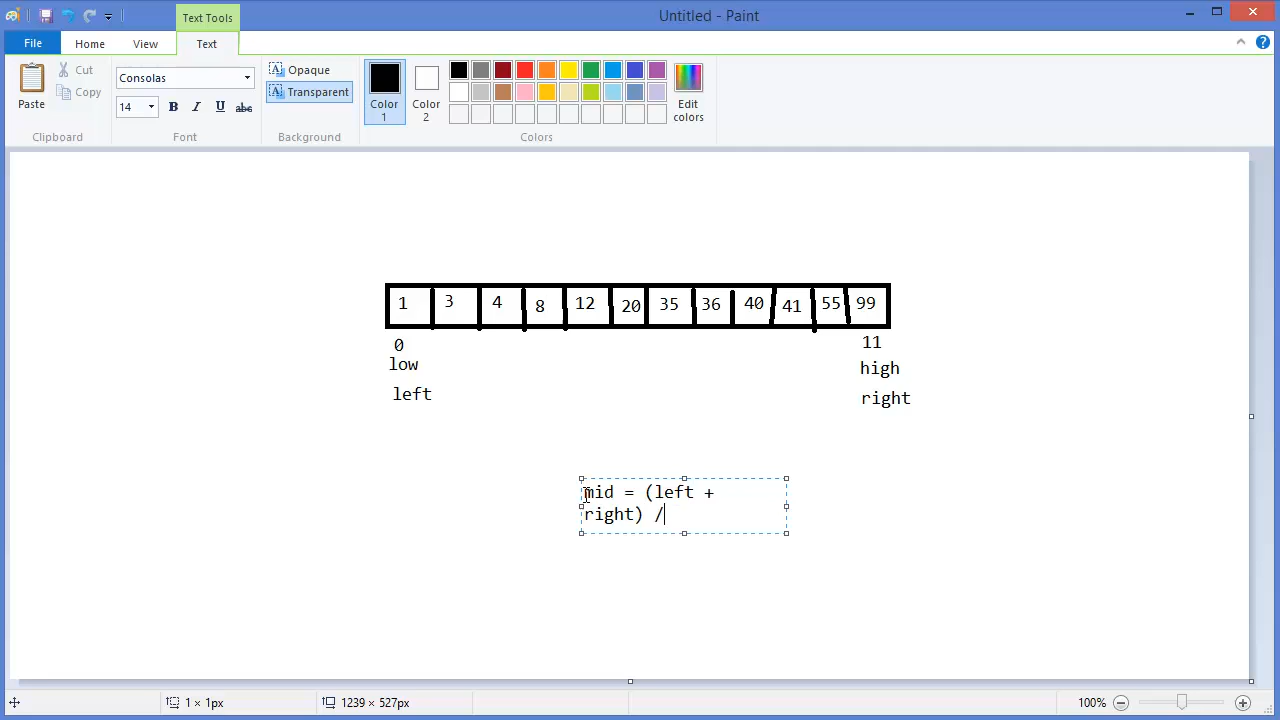 Text Tools
Untitled - Paint
File
Home
View
Text
Paste
Cut
Copy
Clipboard
Consolas
14
B
I
U
abc
Font
Opaque
Transparent
Background
Color
1
Color
2
Edit
colors
Colors
1 3 4 8 12 20 35 36 40 41 55 99
0
11
low
high
left
right
mid = (left +
right) /
1 × 1px
1239 × 527px
100%